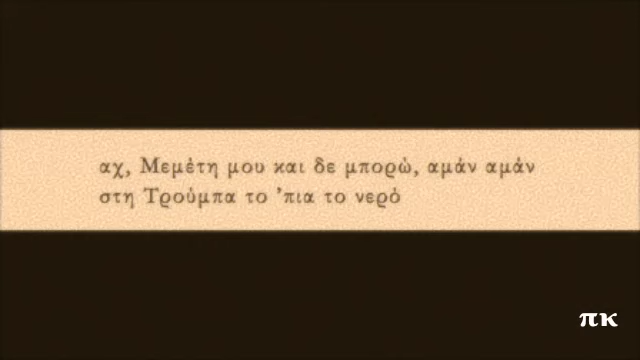 αχ, Μεμέτη μου και δε μπορώ, αμάν αμάν
στη Τρούμπα το ’πια το νερό
πκ